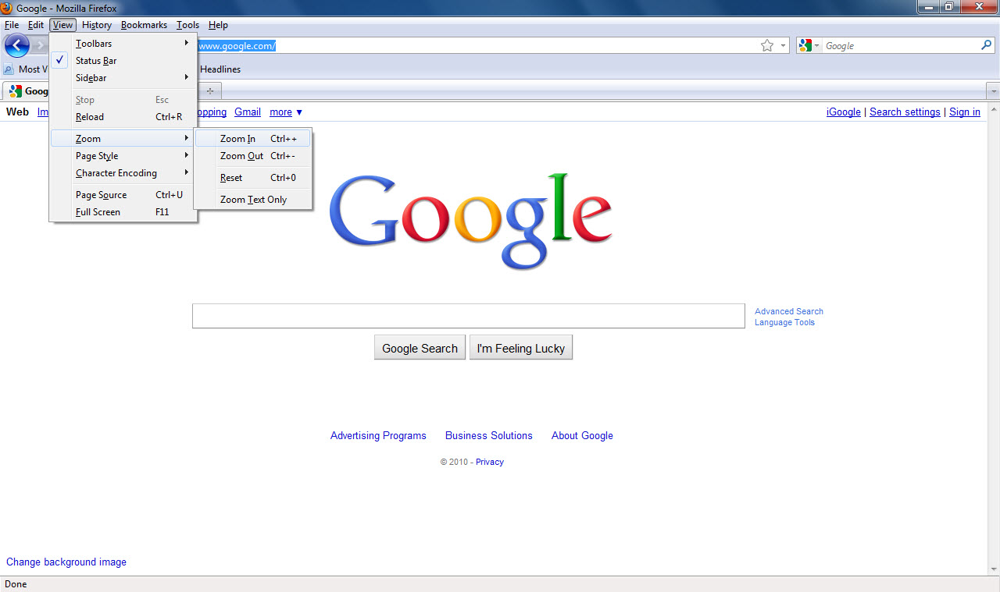 Google - Mozilla Firefox
File Edit View History Bookmarks Tools Help
www.google.com/
Google
Most V
Headlines
Goog
Toolbars
Status Bar
Sidebar
Stop Esc
Reload Ctrl+R
Zoom
Page Style
Character Encoding
Page Source Ctrl+U
Full Screen F11
Zoom In Ctrl++
Zoom Out Ctrl+-
Reset Ctrl+0
Zoom Text Only
Web Im opping Gmail more ▼
iGoogle | Search settings | Sign in
Google
Advanced Search
Language Tools
Google Search I'm Feeling Lucky
Advertising Programs Business Solutions About Google
© 2010 - Privacy
Change background image
Done